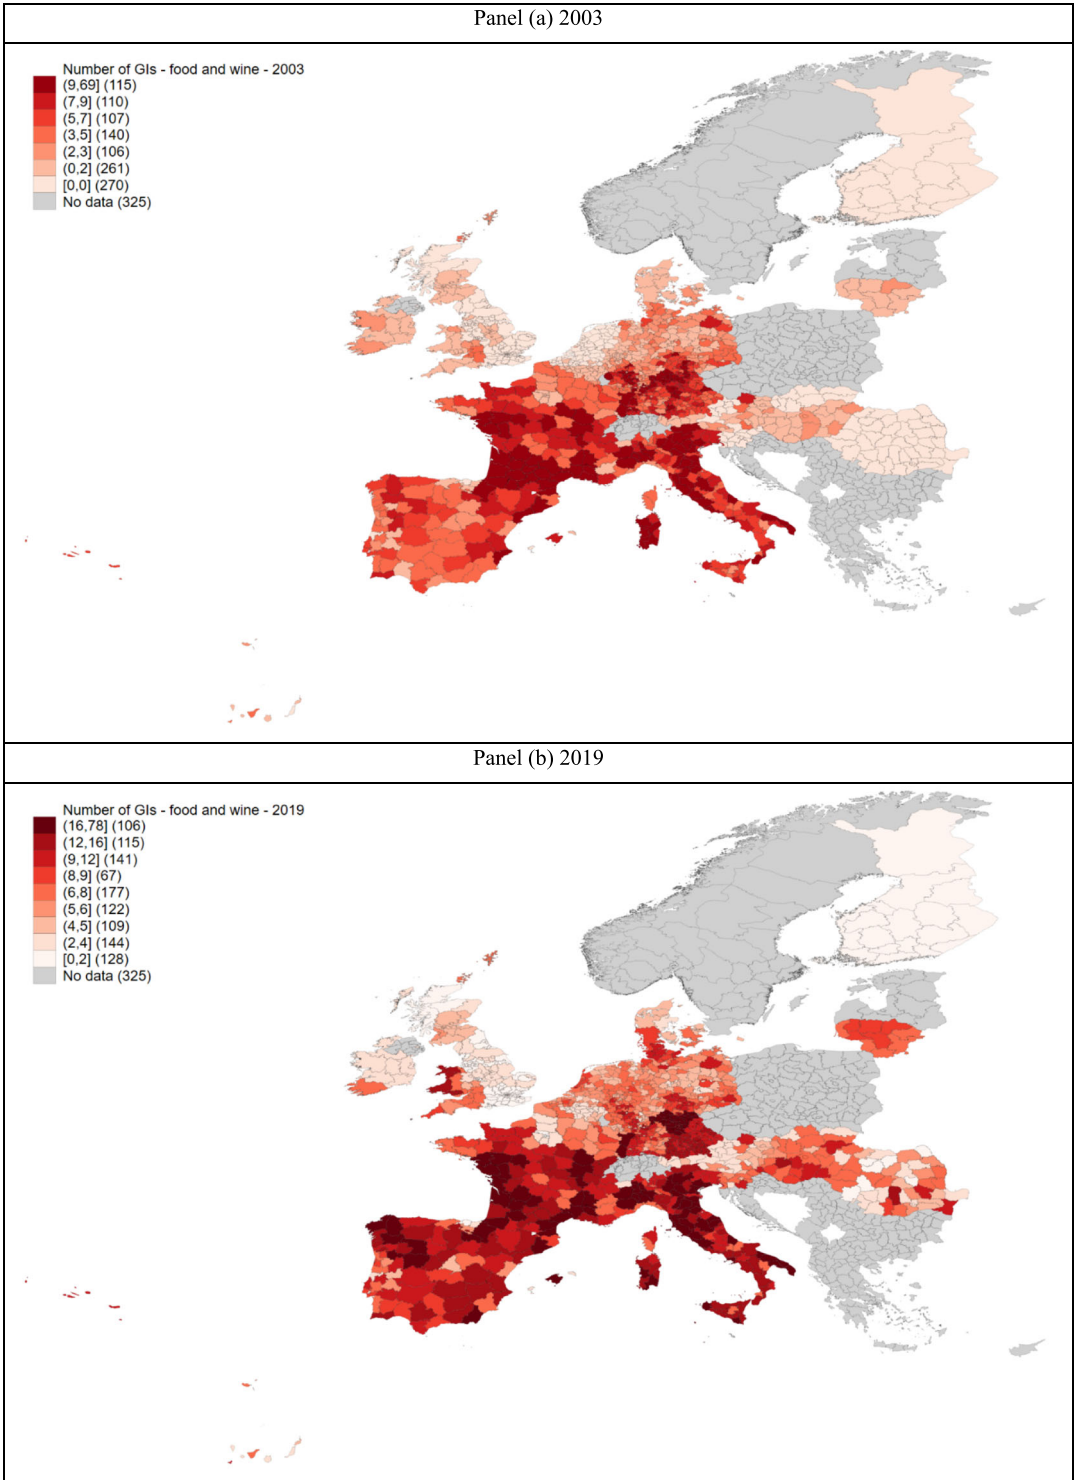 Panel (a) 2003
Number of GIs - food and wine - 2003
(9,69] (115)
(7,9] (110)
(5,7] (107)
(3,5] (140)
(2,3] (106)
(0,2] (261)
[0,0] (270)
No data (325)
Panel (b) 2019
Number of GIs - food and wine - 2019
(16,78] (106)
(12,16] (115)
(9,12] (141)
(8,9] (67)
(6,8] (177)
(5,6] (122)
(4,5] (109)
(2,4] (144)
[0,2] (128)
No data (325)